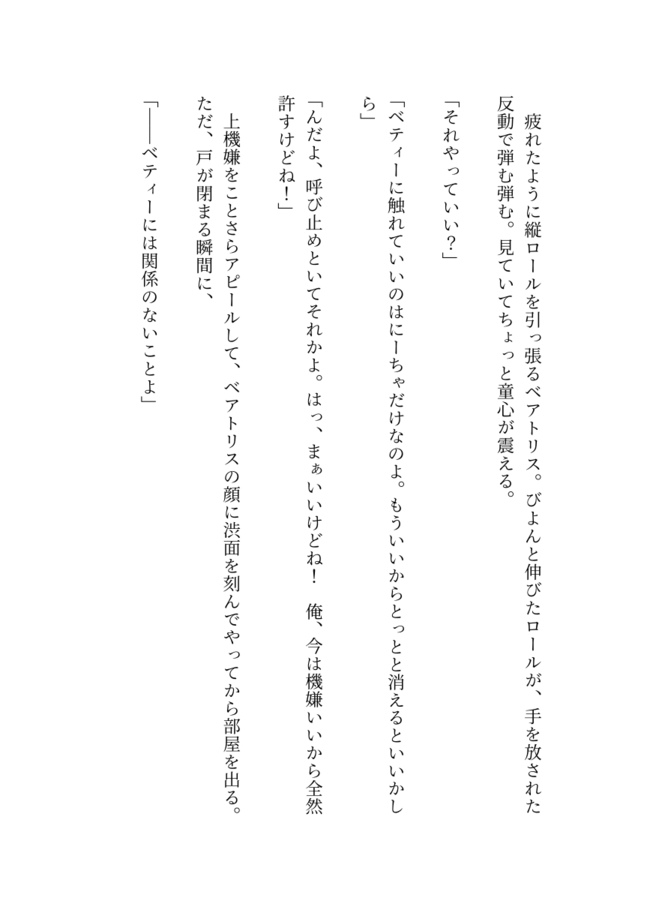 疲れたように縦ロールを引っ張るベアトリス。びよんと伸びたロールが、手を放された
反動で弾む弾む。見ていてちょっと童心が震える。
「それやっていい？」
「ベティーに触れていいのはにーちゃだけなのよ。もういいからとっとと消えるといいかし
ら」
「んだよ、呼び止めといてそれかよ。はっ、まぁいいけどね！　俺、今は機嫌いいから全然
許すけどね！」
上機嫌をことさらアピールして、ベアトリスの顔に渋面を刻んでやってから部屋を出る。
ただ、戸が閉まる瞬間に、
「――ベティーには関係のないことよ」